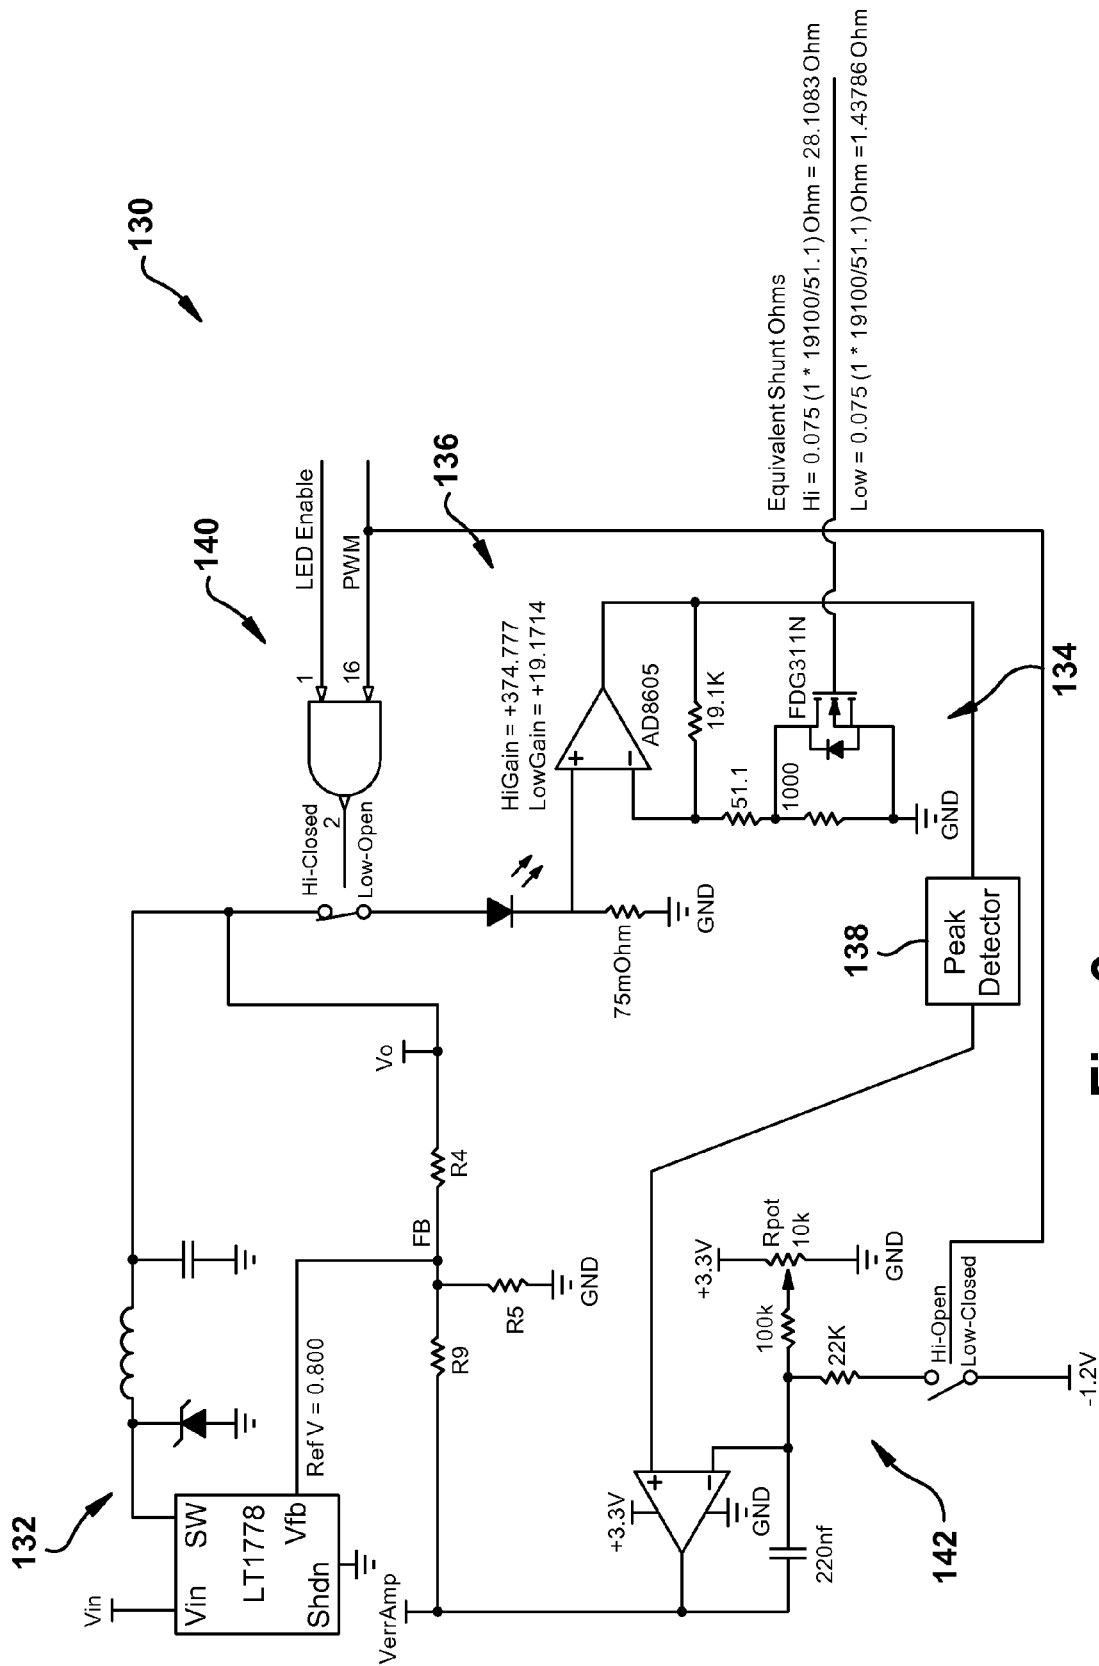 130
140
LED Enable
PWM
1
16
2
Hi-Closed
Low-Open
136
HiGain = +374.777
LowGain = +19.1714
AD8605
19.1K
51.1
1000
FDG311N
GND
134
Equivalent Shunt Ohms
Hi = 0.075 (1 * 19100/51.1) Ohm = 28.1083 Ohm
Low = 0.075 (1 * 19100/51.1) Ohm =1.43786 Ohm
75mOhm
GND
138
Peak
Detector
132
Vin
Vin
SW
LT1778
Vfb
Shdn
Ref V = 0.800
Vo
R4
FB
R5
GND
R9
VerrAmp
+3.3V
GND
220nf
+3.3V
Rpot
10k
GND
100k
22K
Hi-Open
Low-Closed
-1.2V
142